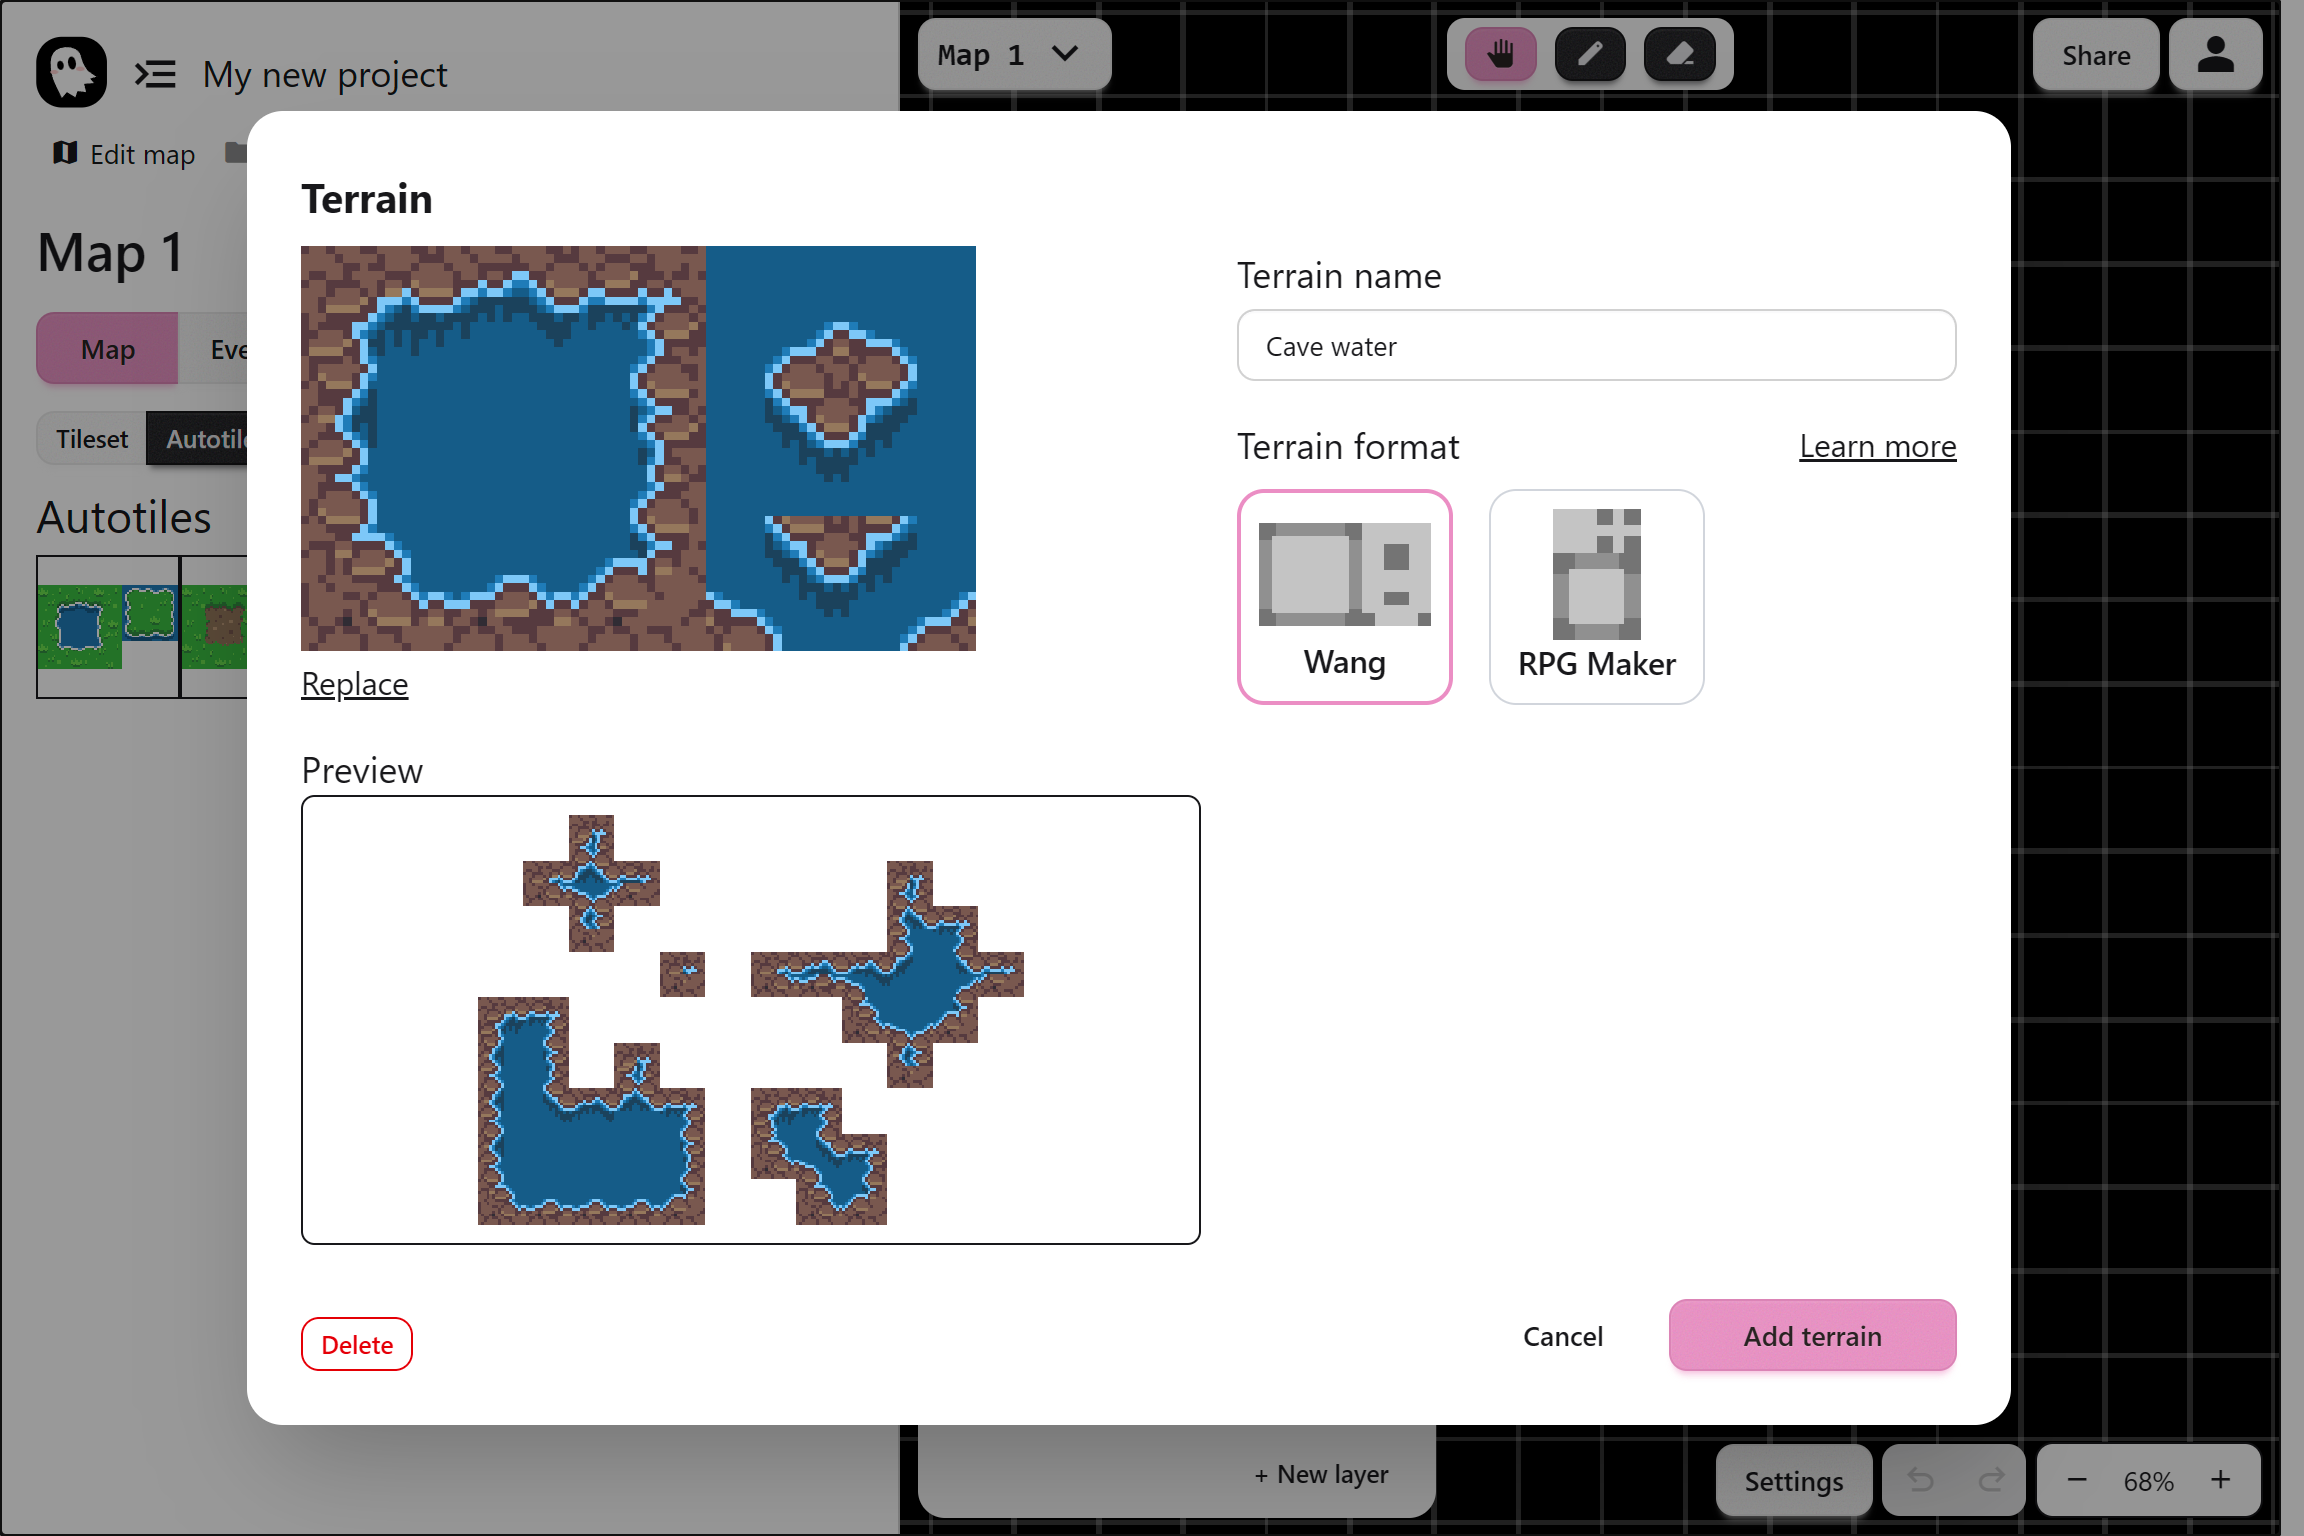 My new project
Map 1
Share
Edit map
Map 1
Map
Eve
Tileset
Autotile
Autotiles
Terrain
Replace
Terrain name
Cave water
Terrain format
Learn more
Wang
RPG Maker
Preview
Delete
Cancel
Add terrain
+ New layer
Settings
68%